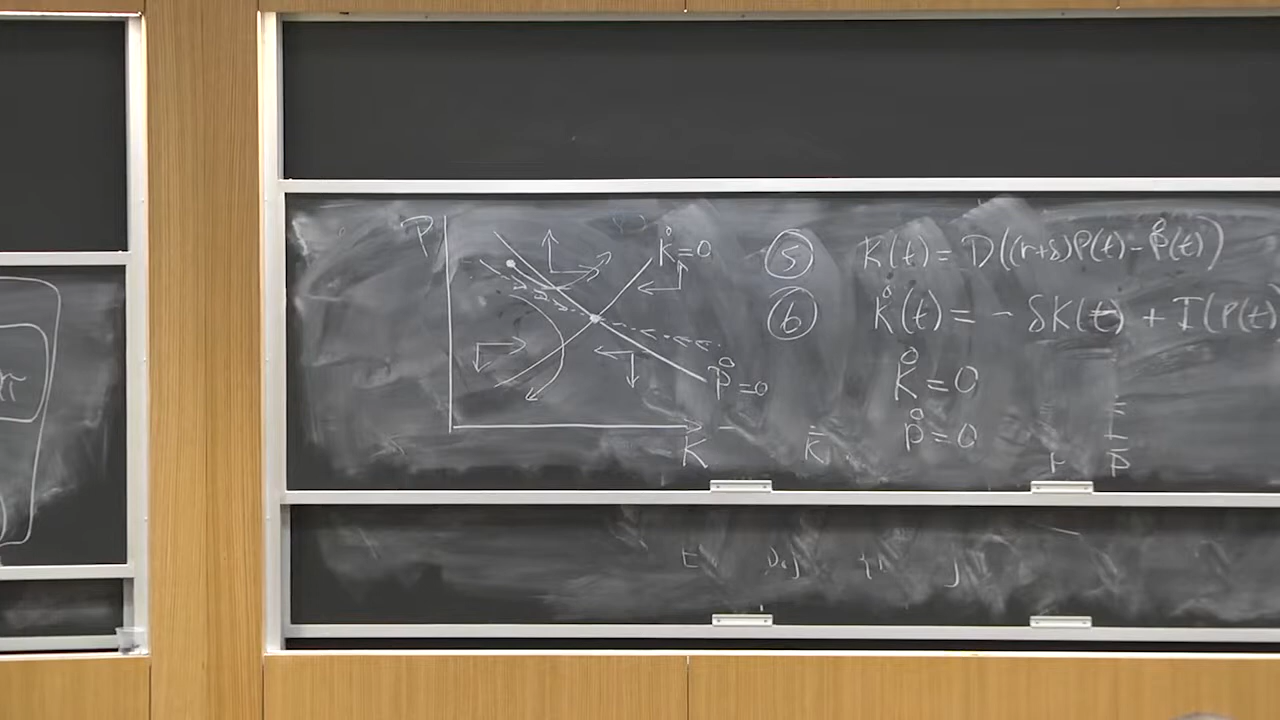 P
K̊=0
P̊=0
K
⑤ K(t) = D((r+δ)P(t) - P̊(t))
⑥ K̊(t) = - δK(t) + I(P(t)
K̊=0
P̊=0